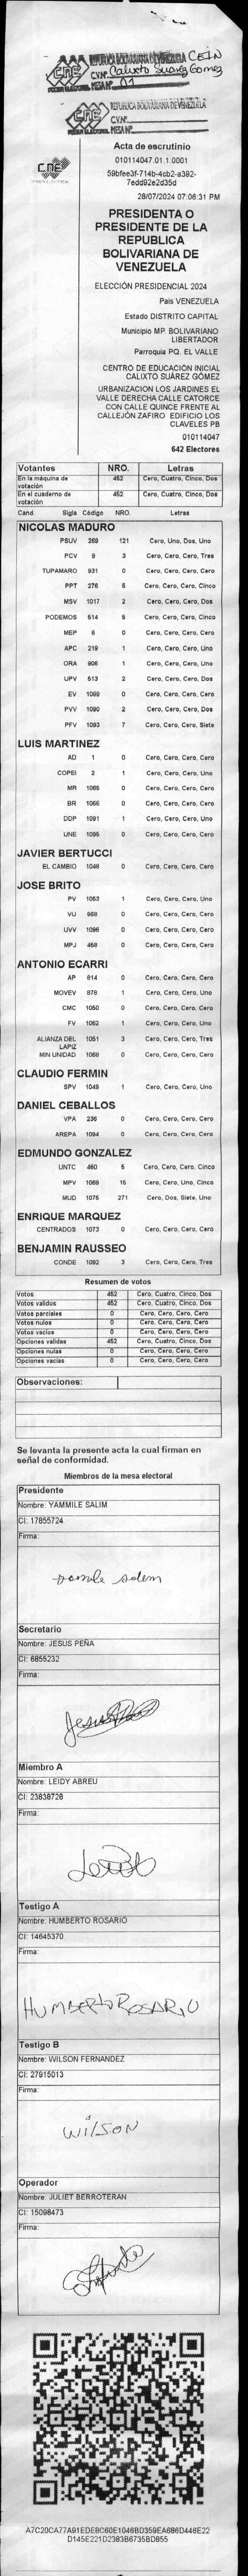 CNE REPÚBLICA BOLIVARIANA DE VENEZUELA CEIN
C.V.Nº Calixto Suarez Gomez
PODER ELECTORAL MESA Nº 01
CNE REPÚBLICA BOLIVARIANA DE VENEZUELA
C.V.Nº
PODER ELECTORAL MESA Nº
CNE
Acta de escrutinio
010114047.01.1.0001
59bfee3f-714b-4cb2-a392-
7edd92e2d35d
28/07/2024 07:06:31 PM
PRESIDENTA O
PRESIDENTE DE LA
REPUBLICA
BOLIVARIANA DE
VENEZUELA
ELECCIÓN PRESIDENCIAL 2024
Pais VENEZUELA
Estado DISTRITO CAPITAL
Municipio MP. BOLIVARIANO
LIBERTADOR
Parroquia PQ. EL VALLE
CENTRO DE EDUCACIÓN INICIAL
CALIXTO SUÁREZ GÓMEZ
URBANIZACION LOS JARDINES EL
VALLE DERECHA CALLE CATORCE
CON CALLE QUINCE FRENTE AL
CALLEJÓN ZAFIRO EDIFICIO LOS
CLAVELES PB
010114047
642 Electores
Votantes NRO. Letras
En la máquina de votación 452 Cero, Cuatro, Cinco, Dos
En el cuaderno de votación 452 Cero, Cuatro, Cinco, Dos
Cand. Sigla Código NRO. Letras
NICOLAS MADURO
PSUV 269 121 Cero, Uno, Dos, Uno
PCV 9 3 Cero, Cero, Cero, Tres
TUPAMARO 931 0 Cero, Cero, Cero, Cero
PPT 276 5 Cero, Cero, Cero, Cinco
MSV 1017 2 Cero, Cero, Cero, Dos
PODEMOS 514 5 Cero, Cero, Cero, Cinco
MEP 6 0 Cero, Cero, Cero, Cero
APC 219 1 Cero, Cero, Cero, Uno
ORA 906 1 Cero, Cero, Cero, Uno
UPV 513 2 Cero, Cero, Cero, Dos
EV 1089 0 Cero, Cero, Cero, Cero
PVV 1090 2 Cero, Cero, Cero, Dos
PFV 1093 7 Cero, Cero, Cero, Siete
LUIS MARTINEZ
AD 1 0 Cero, Cero, Cero, Cero
COPEI 2 1 Cero, Cero, Cero, Uno
MR 1065 0 Cero, Cero, Cero, Cero
BR 1066 0 Cero, Cero, Cero, Cero
DDP 1091 1 Cero, Cero, Cero, Uno
UNE 1095 0 Cero, Cero, Cero, Cero
JAVIER BERTUCCI
EL CAMBIO 1048 0 Cero, Cero, Cero, Cero
JOSE BRITO
PV 1053 1 Cero, Cero, Cero, Uno
VU 868 0 Cero, Cero, Cero, Cero
UVV 1096 0 Cero, Cero, Cero, Cero
MPJ 458 0 Cero, Cero, Cero, Cero
ANTONIO ECARRI
AP 814 0 Cero, Cero, Cero, Cero
MOVEV 876 1 Cero, Cero, Cero, Uno
CMC 1050 0 Cero, Cero, Cero, Cero
FV 1062 1 Cero, Cero, Cero, Uno
ALIANZA DEL LAPIZ 1051 3 Cero, Cero, Cero, Tres
MIN UNIDAD 1068 0 Cero, Cero, Cero, Cero
CLAUDIO FERMIN
SPV 1049 1 Cero, Cero, Cero, Uno
DANIEL CEBALLOS
VPA 236 0 Cero, Cero, Cero, Cero
AREPA 1094 0 Cero, Cero, Cero, Cero
EDMUNDO GONZALEZ
UNTC 460 5 Cero, Cero, Cero, Cinco
MPV 1069 15 Cero, Cero, Uno, Cinco
MUD 1075 271 Cero, Dos, Siete, Uno
ENRIQUE MARQUEZ
CENTRADOS 1073 0 Cero, Cero, Cero, Cero
BENJAMIN RAUSSEO
CONDE 1092 3 Cero, Cero, Cero, Tres
Resumen de votos
Votos 452 Cero, Cuatro, Cinco, Dos
Votos validos 452 Cero, Cuatro, Cinco, Dos
Votos parciales 0 Cero, Cero, Cero, Cero
Votos nulos 0 Cero, Cero, Cero, Cero
Votos vacios 0 Cero, Cero, Cero, Cero
Opciones validas 452 Cero, Cuatro, Cinco, Dos
Opciones nulas 0 Cero, Cero, Cero, Cero
Opciones vacias 0 Cero, Cero, Cero, Cero
Observaciones:
Se levanta la presente acta la cual firman en
señal de conformidad.
Miembros de la mesa electoral
Presidente
Nombre: YAMMILE SALIM
CI: 17855724
Firma:
Secretario
Nombre: JESUS PEÑA
CI: 6855232
Firma:
Jesus
Miembro A
Nombre: LEIDY ABREU
CI: 23838728
Firma:
Testigo A
Nombre: HUMBERTO ROSARIO
CI: 14645370
Firma:
HUMBERTO ROSARIO
Testigo B
Nombre: WILSON FERNANDEZ
CI: 27915013
Firma:
WILSON
Operador
Nombre: JULIET BERROTERAN
CI: 15098473
Firma:
A7C20CA77A91EDE8C60E1046BD359EA686D446E22
D145E221D2383B6735BD855